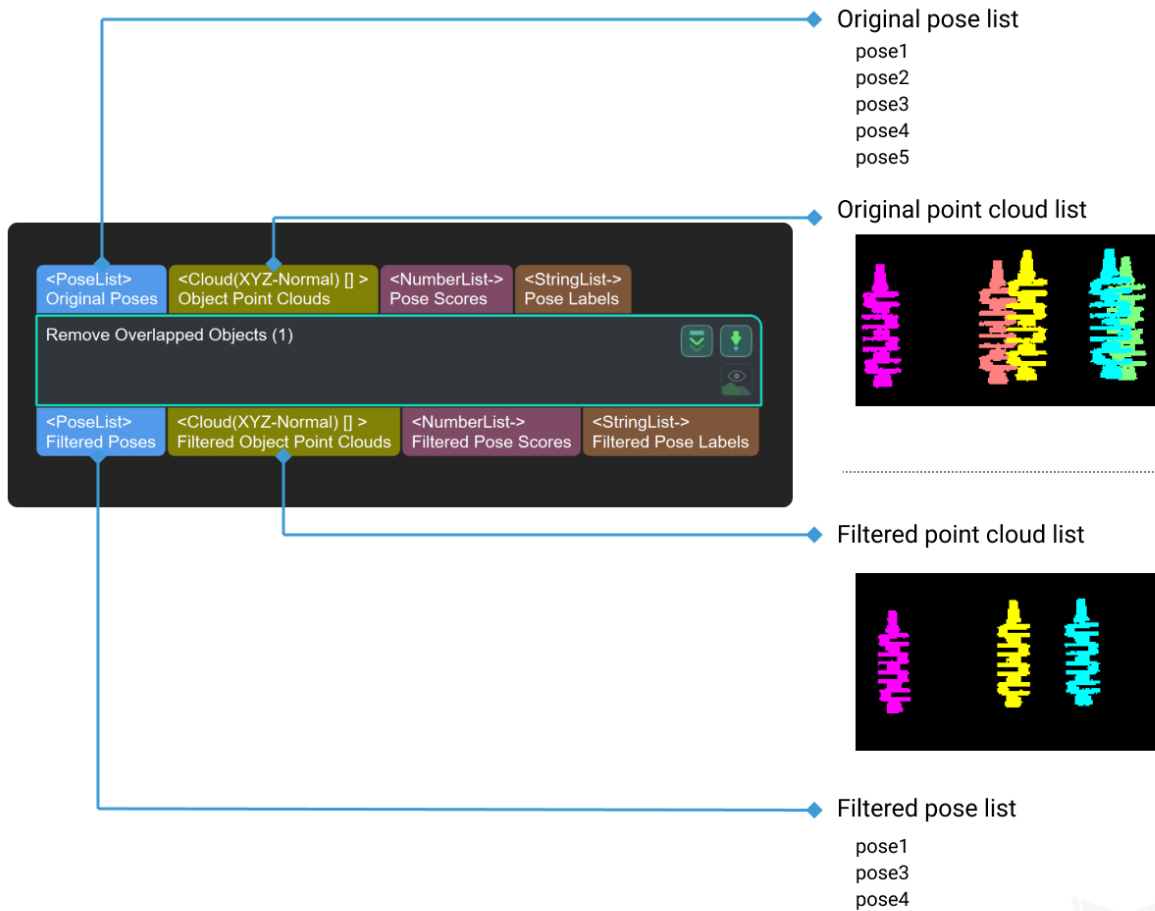 Original pose list
pose1
pose2
pose3
pose4
pose5
Original point cloud list
<PoseList>
Original Poses
<Cloud(XYZ-Normal) [] >
Object Point Clouds
<NumberList->
Pose Scores
<StringList->
Pose Labels
Remove Overlapped Objects (1)
<PoseList>
Filtered Poses
<Cloud(XYZ-Normal) [] >
Filtered Object Point Clouds
<NumberList->
Filtered Pose Scores
<StringList->
Filtered Pose Labels
Filtered point cloud list
Filtered pose list
pose1
pose3
pose4